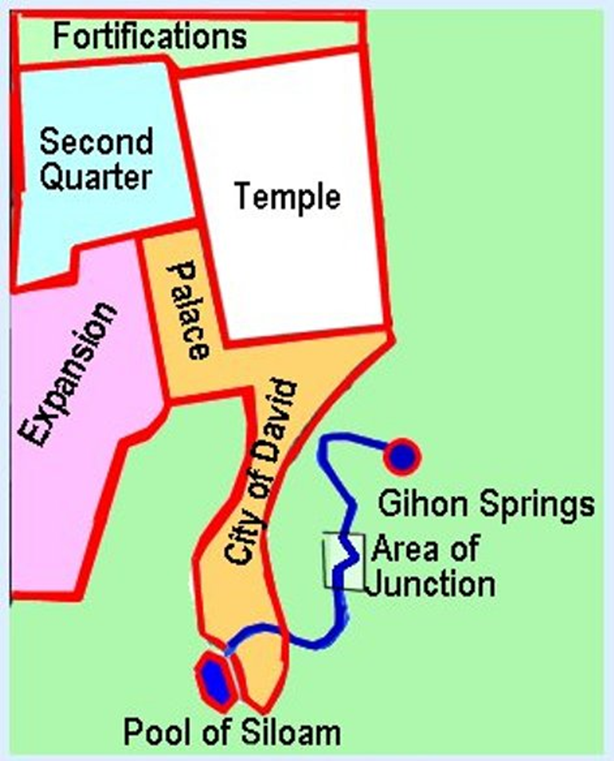 Fortifications
Second
Quarter
Temple
Palace
Expansion
City of David
Gihon Springs
Area of
Junction
Pool of Siloam